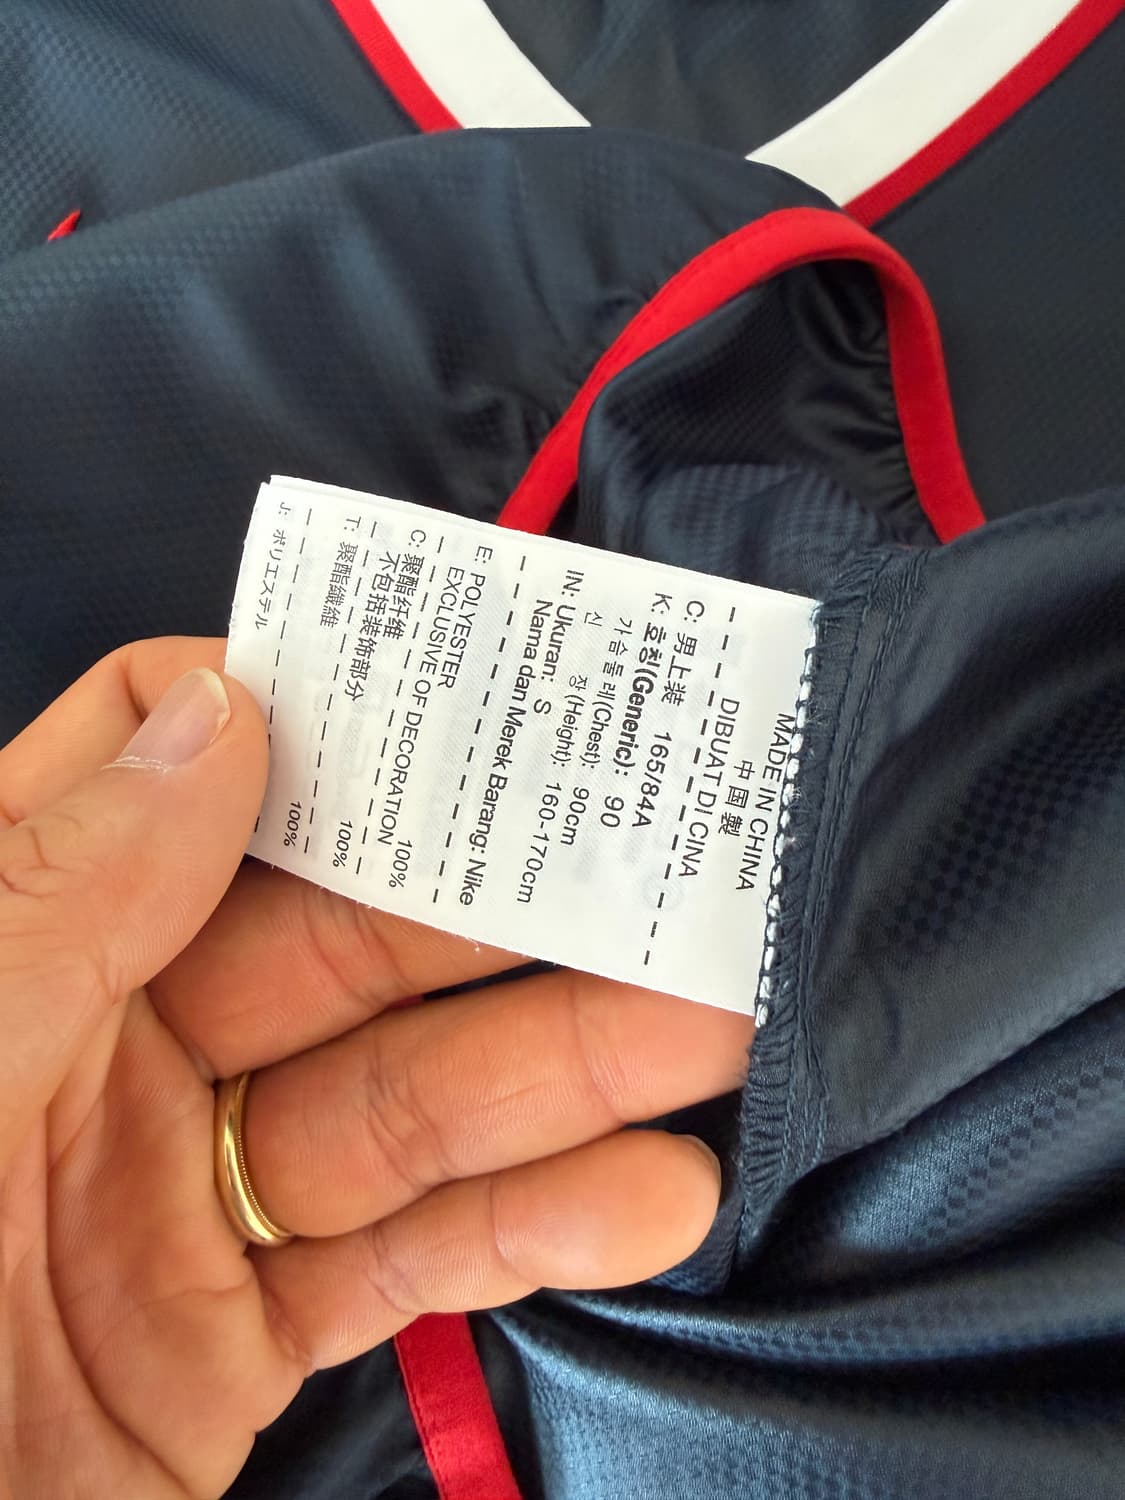 MADE IN CHINA
中国製
DIBUAT DI CINA
C: 男上装 165/84A
K: 호칭(Generic): 90
가슴둘레(Chest): 90cm
신 장(Height): 160-170cm
IN: Ukuran: S
Nama dan Merek Barang: Nike
E: POLYESTER 100%
EXCLUSIVE OF DECORATION
C: 聚酯纤维 100%
不包括装饰部分
T: 聚酯纖維 100%
J: ポリエステル 100%